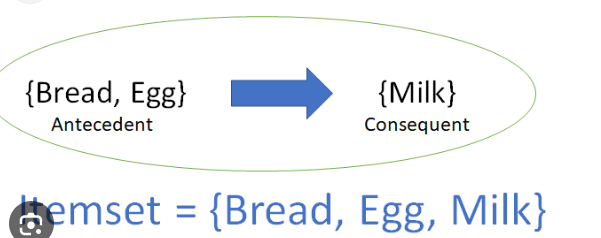 {Bread, Egg} {Milk}
Antecedent Consequent
Itemset = {Bread, Egg, Milk}